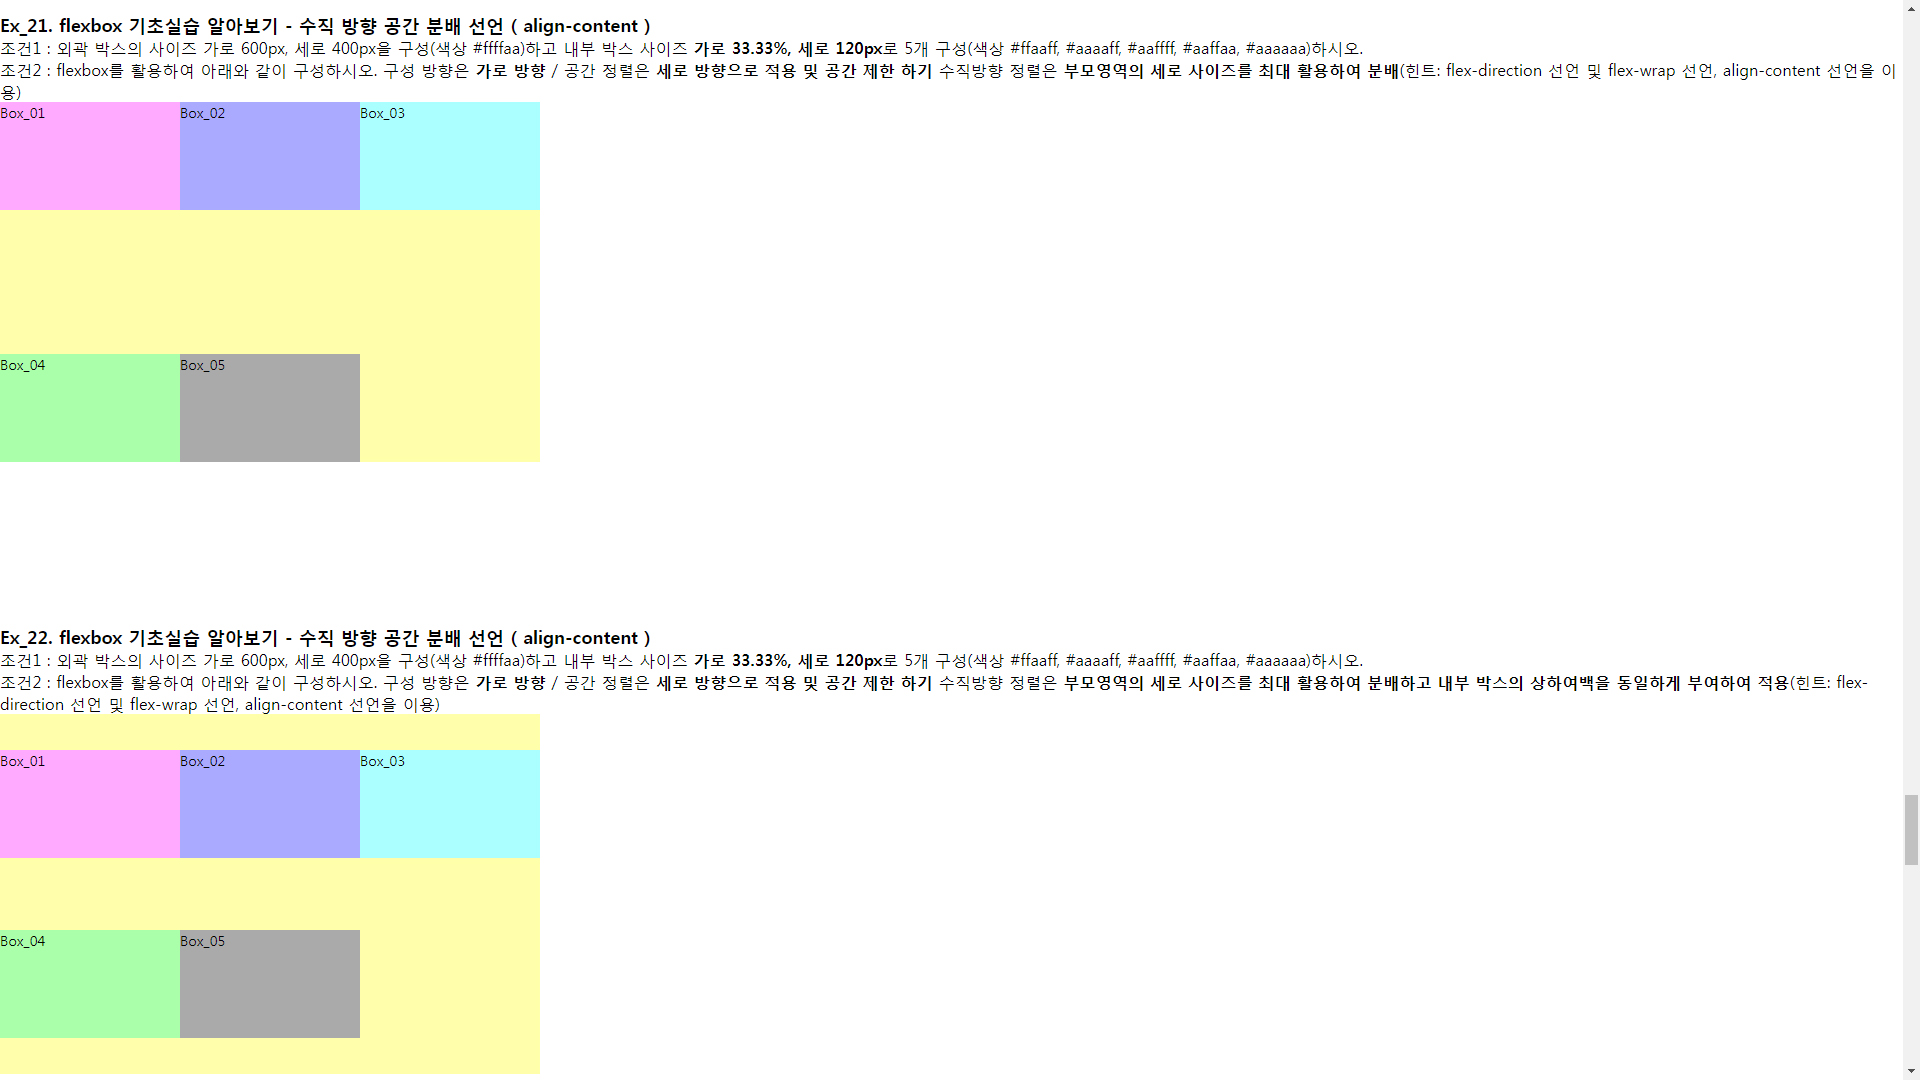 Ex_21. flexbox 기초실습 알아보기 - 수직 방향 공간 분배 선언 ( align-content )
조건1 : 외곽 박스의 사이즈 가로 600px, 세로 400px을 구성(색상 #ffffaa)하고 내부 박스 사이즈 가로 33.33%, 세로 120px로 5개 구성(색상 #ffaaff, #aaaaff, #aaffff, #aaffaa, #aaaaaa)하시오.
조건2 : flexbox를 활용하여 아래와 같이 구성하시오. 구성 방향은 가로 방향 / 공간 정렬은 세로 방향으로 적용 및 공간 제한 하기 수직방향 정렬은 부모영역의 세로 사이즈를 최대 활용하여 분배(힌트: flex-direction 선언 및 flex-wrap 선언, align-content 선언을 이
용)
Box_01 Box_02 Box_03
Box_04 Box_05
Ex_22. flexbox 기초실습 알아보기 - 수직 방향 공간 분배 선언 ( align-content )
조건1 : 외곽 박스의 사이즈 가로 600px, 세로 400px을 구성(색상 #ffffaa)하고 내부 박스 사이즈 가로 33.33%, 세로 120px로 5개 구성(색상 #ffaaff, #aaaaff, #aaffff, #aaffaa, #aaaaaa)하시오.
조건2 : flexbox를 활용하여 아래와 같이 구성하시오. 구성 방향은 가로 방향 / 공간 정렬은 세로 방향으로 적용 및 공간 제한 하기 수직방향 정렬은 부모영역의 세로 사이즈를 최대 활용하여 분배하고 내부 박스의 상하여백을 동일하게 부여하여 적용(힌트: flex-
direction 선언 및 flex-wrap 선언, align-content 선언을 이용)
Box_01 Box_02 Box_03
Box_04 Box_05